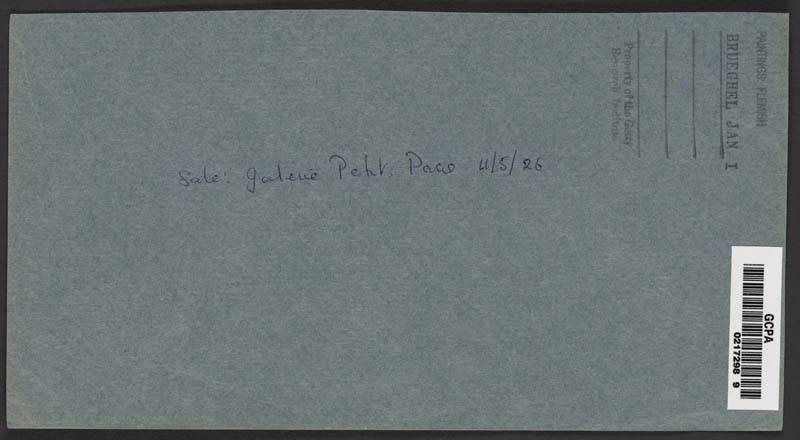 Sale: Galerie Petit, Paris 4/5/26
PAINTINGS: FLEMISH
BRUEGHEL JAN I
Property of the Getty
Research Institute
GCPA
0217298 9